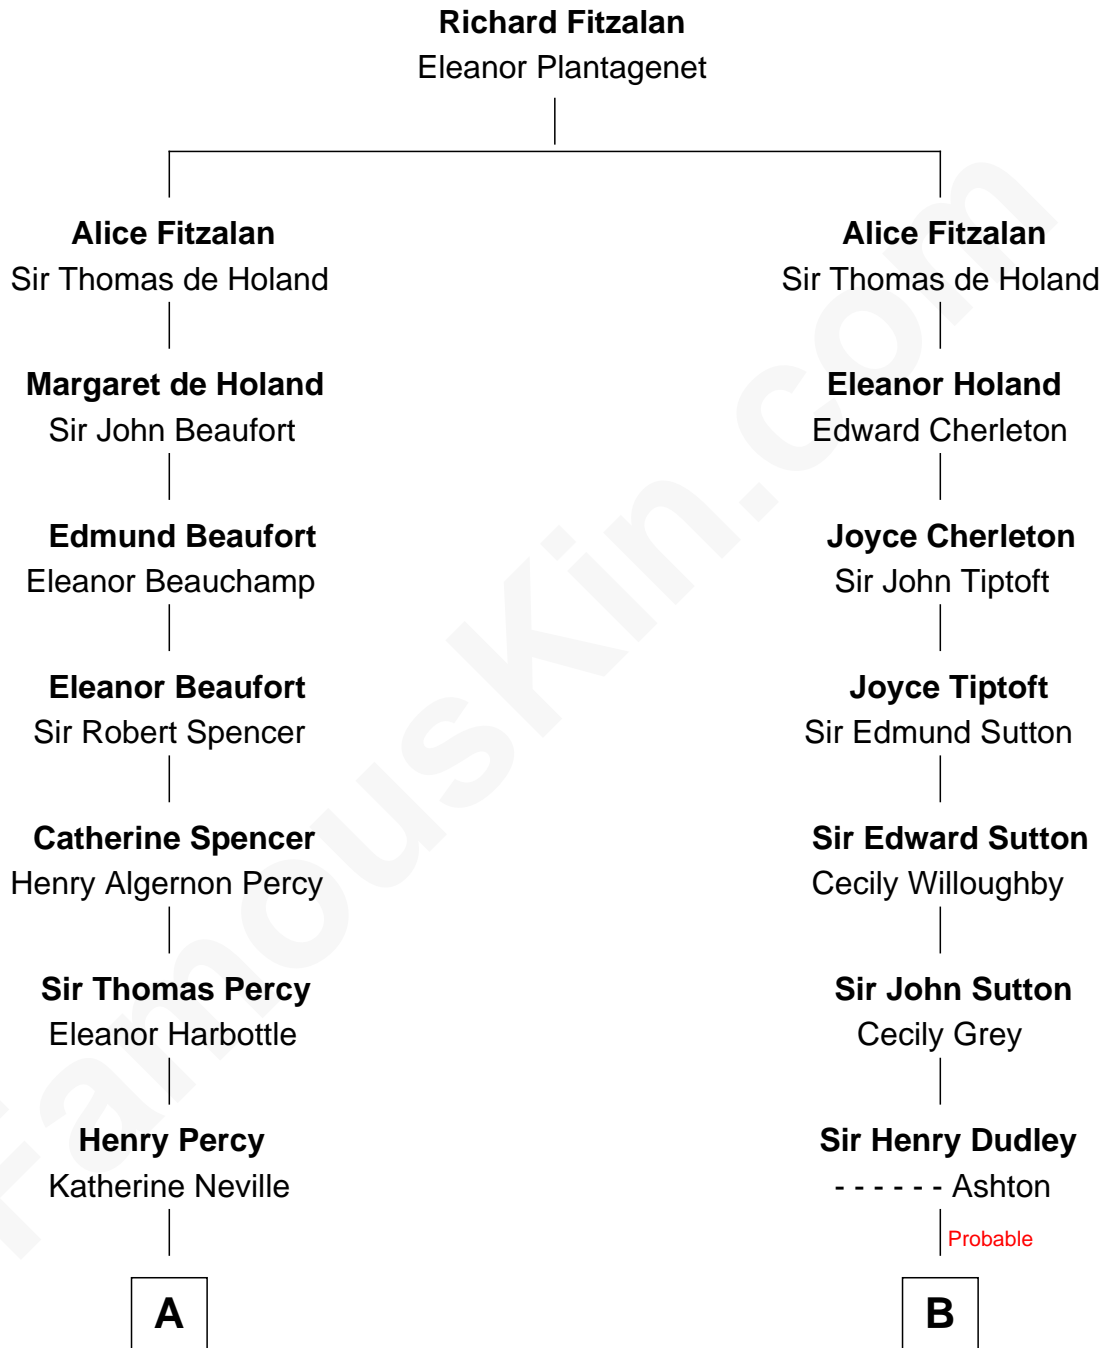 Richard Fitzalan
Eleanor Plantagenet
Alice Fitzalan
Sir Thomas de Holand
Margaret de Holand
Sir John Beaufort
Edmund Beaufort
Eleanor Beauchamp
Eleanor Beaufort
Sir Robert Spencer
Catherine Spencer
Henry Algernon Percy
Sir Thomas Percy
Eleanor Harbottle
Henry Percy
Katherine Neville
A
Alice Fitzalan
Sir Thomas de Holand
Eleanor Holand
Edward Cherleton
Joyce Cherleton
Sir John Tiptoft
Joyce Tiptoft
Sir Edmund Sutton
Sir Edward Sutton
Cecily Willoughby
Sir John Sutton
Cecily Grey
Sir Henry Dudley
- - - - - - Ashton
Probable
B
FamousKin.com